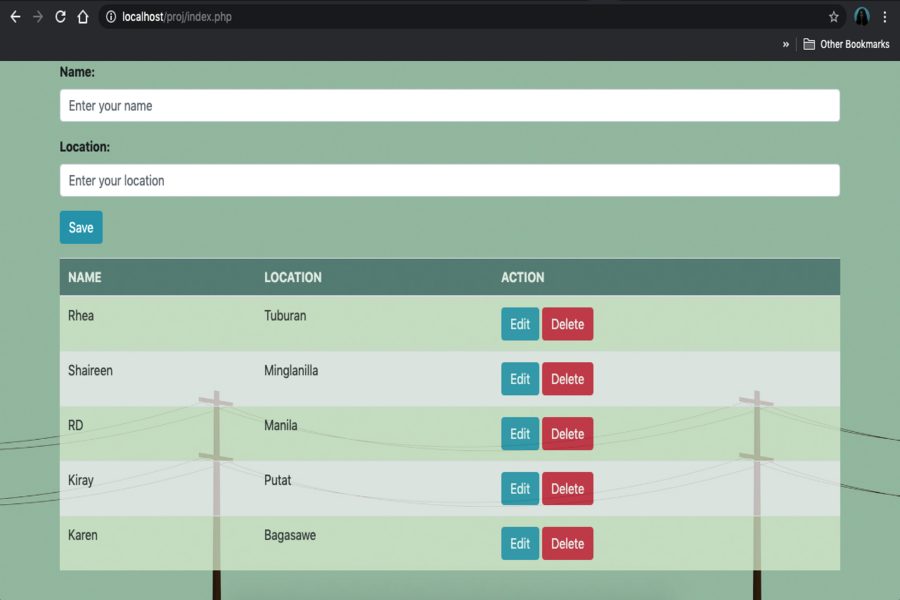 localhost/proj/index.php
» Other Bookmarks
Name:
Enter your name
Location:
Enter your location
Save
NAME LOCATION ACTION
Rhea Tuburan Edit Delete
Shaireen Minglanilla Edit Delete
RD Manila Edit Delete
Kiray Putat Edit Delete
Karen Bagasawe Edit Delete